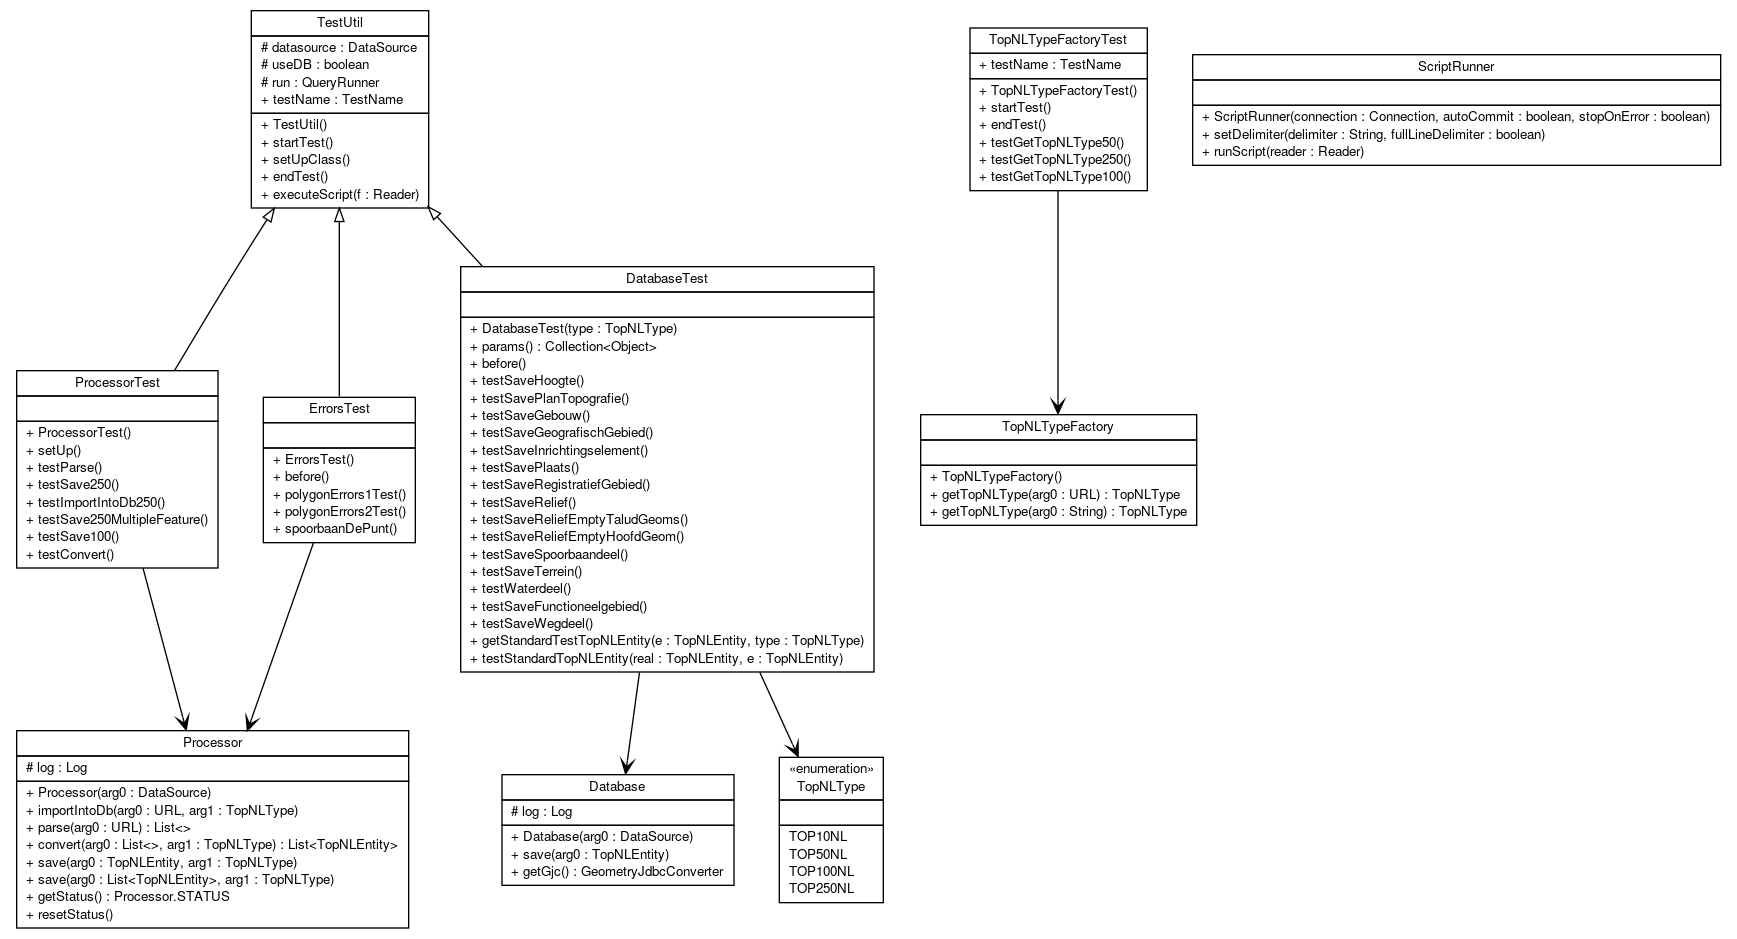 TestUtil
# datasource : DataSource
# useDB : boolean
# run : QueryRunner
+ testName : TestName
+ TestUtil()
+ startTest()
+ setUpClass()
+ endTest()
+ executeScript(f : Reader)
TopNLTypeFactoryTest
+ testName : TestName
+ TopNLTypeFactoryTest()
+ startTest()
+ endTest()
+ testGetTopNLType50()
+ testGetTopNLType250()
+ testGetTopNLType100()
ScriptRunner
+ ScriptRunner(connection : Connection, autoCommit : boolean, stopOnError : boolean)
+ setDelimiter(delimiter : String, fullLineDelimiter : boolean)
+ runScript(reader : Reader)
ProcessorTest
+ ProcessorTest()
+ setUp()
+ testParse()
+ testSave250()
+ testImportIntoDb250()
+ testSave250MultipleFeature()
+ testSave100()
+ testConvert()
ErrorsTest
+ ErrorsTest()
+ before()
+ polygonErrors1Test()
+ polygonErrors2Test()
+ spoorbaanDePunt()
DatabaseTest
+ DatabaseTest(type : TopNLType)
+ params() : Collection<Object>
+ before()
+ testSaveHoogte()
+ testSavePlanTopografie()
+ testSaveGebouw()
+ testSaveGeografischGebied()
+ testSaveInrichtingselement()
+ testSavePlaats()
+ testSaveRegistratiefGebied()
+ testSaveRelief()
+ testSaveReliefEmptyTaludGeoms()
+ testSaveReliefEmptyHoofdGeom()
+ testSaveSpoorbaandeel()
+ testSaveTerrein()
+ testWaterdeel()
+ testSaveFunctioneelgebied()
+ testSaveWegdeel()
+ getStandardTestTopNLEntity(e : TopNLEntity, type : TopNLType)
+ testStandardTopNLEntity(real : TopNLEntity, e : TopNLEntity)
TopNLTypeFactory
+ TopNLTypeFactory()
+ getTopNLType(arg0 : URL) : TopNLType
+ getTopNLType(arg0 : String) : TopNLType
Processor
# log : Log
+ Processor(arg0 : DataSource)
+ importIntoDb(arg0 : URL, arg1 : TopNLType)
+ parse(arg0 : URL) : List<>
+ convert(arg0 : List<>, arg1 : TopNLType) : List<TopNLEntity>
+ save(arg0 : TopNLEntity, arg1 : TopNLType)
+ save(arg0 : List<TopNLEntity>, arg1 : TopNLType)
+ getStatus() : Processor.STATUS
+ resetStatus()
Database
# log : Log
+ Database(arg0 : DataSource)
+ save(arg0 : TopNLEntity)
+ getGjc() : GeometryJdbcConverter
«enumeration»
TopNLType
TOP10NL
TOP50NL
TOP100NL
TOP250NL